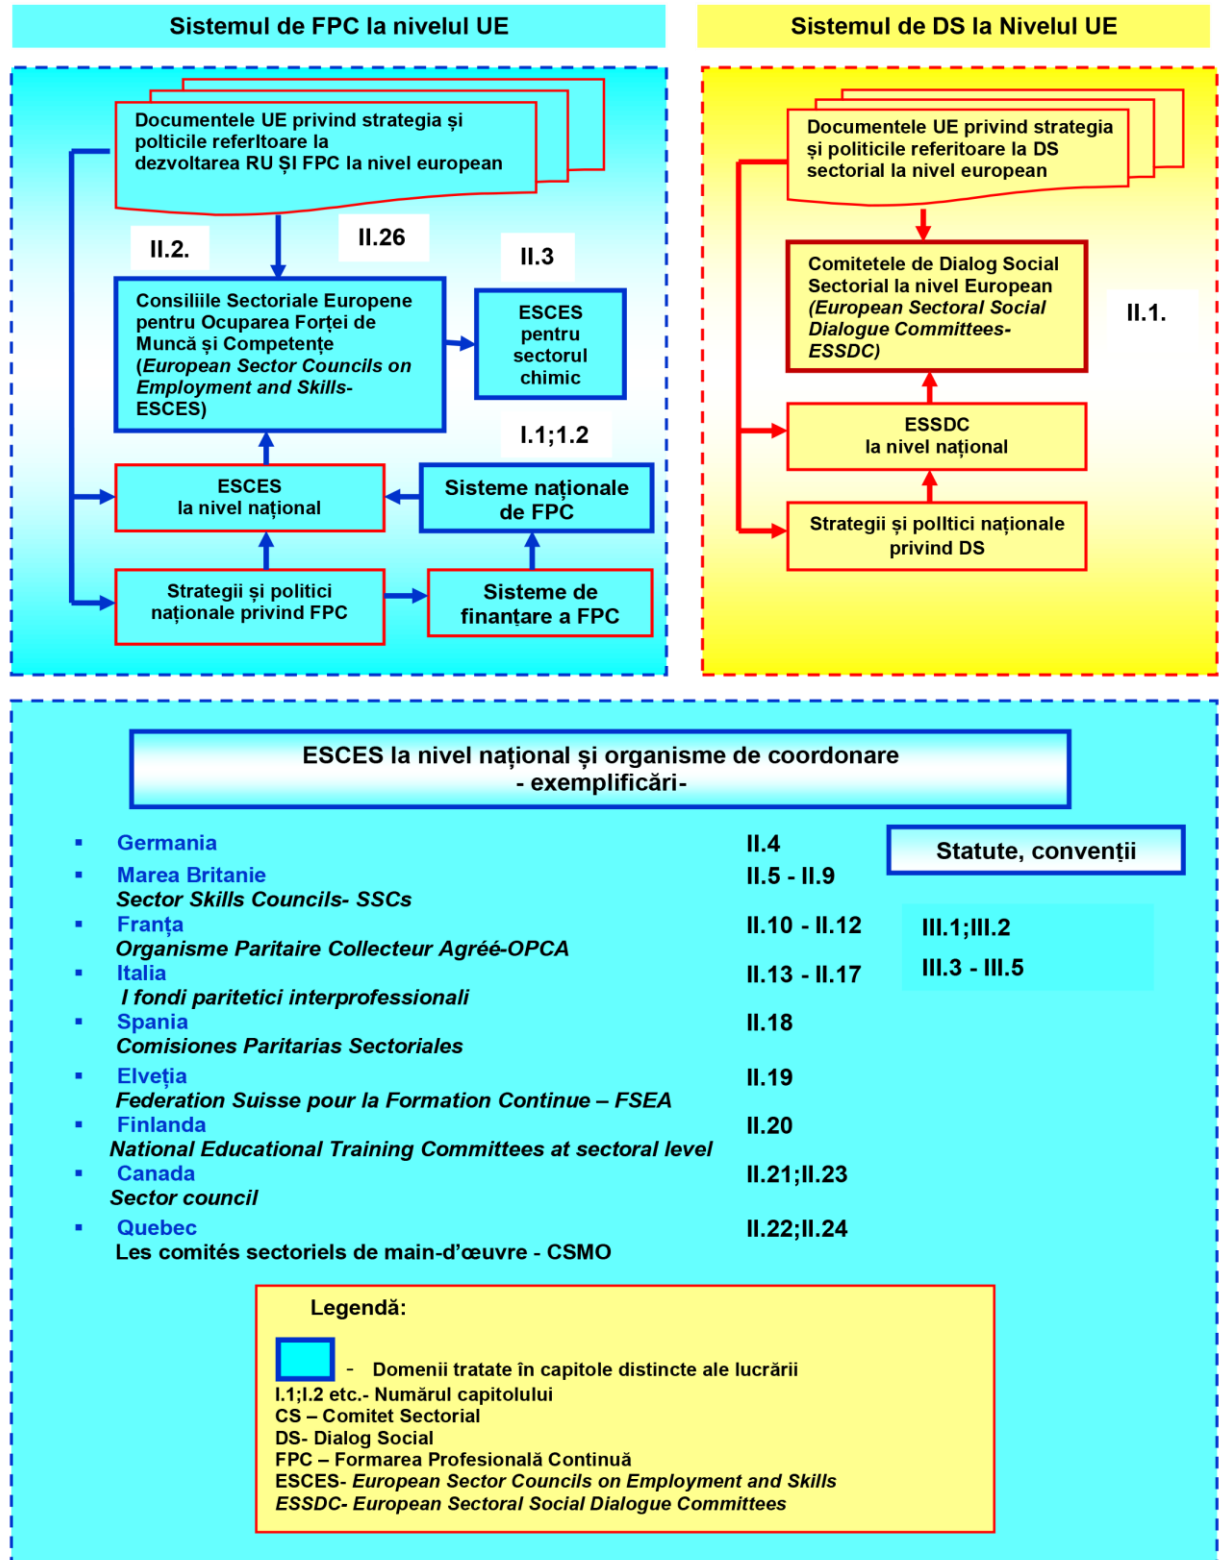 Sistemul de FPC la nivelul UE
Documentele UE privind strategia și
polticile referltoare la
dezvoltarea RU ȘI FPC la nivel european
II.2.
II.26
II.3
Consiliile Sectoriale Europene
pentru Ocuparea Forței de
Muncă și Competențe
(European Sector Councils on
Employment and Skills-
ESCES)
ESCES
pentru
sectorul
chimic
I.1;1.2
ESCES
la nivel național
Sisteme naționale
de FPC
Strategii și politici
naționale privind FPC
Sisteme de
finanțare a FPC
Sistemul de DS la Nivelul UE
Documentele UE privind strategia
și politicile referitoare la DS
sectorial la nivel european
Comitetele de Dialog Social
Sectorial la nivel European
(European Sectoral Social
Dialogue Committees-
ESSDC)
II.1.
ESSDC
la nivel național
Strategii și polltici naționale
privind DS
ESCES la nivel național și organisme de coordonare
- exemplificări-
▪ Germania II.4
▪ Marea Britanie II.5 - II.9
Sector Skills Councils- SSCs
▪ Franța II.10 - II.12
Organisme Paritaire Collecteur Agréé-OPCA
▪ Italia II.13 - II.17
I fondi paritetici interprofessionali
▪ Spania II.18
Comisiones Paritarias Sectoriales
▪ Elveția II.19
Federation Suisse pour la Formation Continue – FSEA
▪ Finlanda II.20
National Educational Training Committees at sectoral level
▪ Canada II.21;II.23
Sector council
▪ Quebec II.22;II.24
Les comités sectoriels de main-d’œuvre - CSMO
Statute, convenții
III.1;III.2
III.3 - III.5
Legendă:
- Domenii tratate în capitole distincte ale lucrării
I.1;I.2 etc.- Numărul capitolului
CS – Comitet Sectorial
DS- Dialog Social
FPC – Formarea Profesională Continuă
ESCES- European Sector Councils on Employment and Skills
ESSDC- European Sectoral Social Dialogue Committees